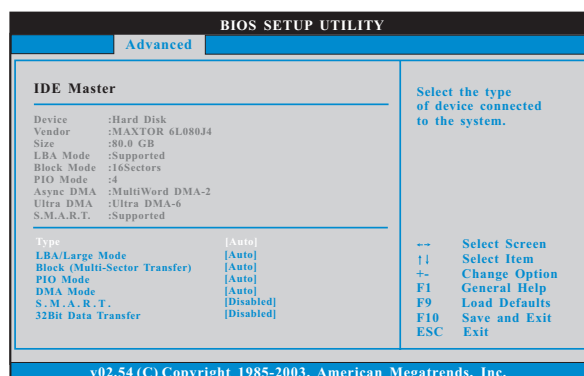 BIOS SETUP UTILITY
Advanced
IDE Master
Device :Hard Disk
Vendor :MAXTOR 6L080J4
Size :80.0 GB
LBA Mode :Supported
Block Mode :16Sectors
PIO Mode :4
Async DMA :MultiWord DMA-2
Ultra DMA :Ultra DMA-6
S.M.A.R.T. :Supported
Type [Auto]
LBA/Large Mode [Auto]
Block (Multi-Sector Transfer) [Auto]
PIO Mode [Auto]
DMA Mode [Auto]
S.M.A.R.T. [Disabled]
32Bit Data Transfer [Disabled]
Select the type
of device connected
to the system.
←→ Select Screen
↑↓ Select Item
+- Change Option
F1 General Help
F9 Load Defaults
F10 Save and Exit
ESC Exit
v02.54 (C) Copyright 1985-2003, American Megatrends, Inc.